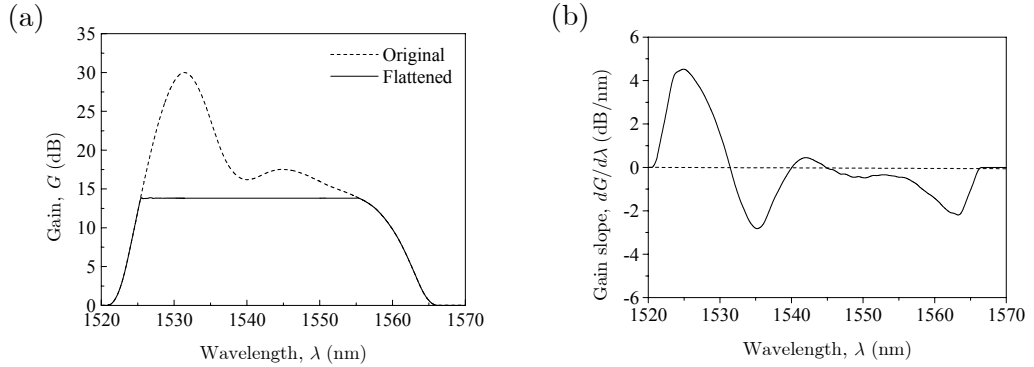 (a)
35
30
25
20
15
10
5
0
Gain, G (dB)
Original
Flattened
1520 1530 1540 1550 1560 1570
Wavelength, λ (nm)
(b)
6
4
2
0
-2
-4
-6
Gain slope, dG/dλ (dB/nm)
1520 1530 1540 1550 1560 1570
Wavelength, λ (nm)